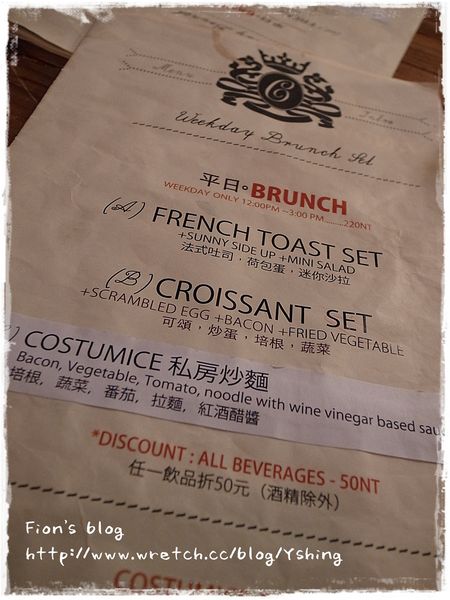 C
Weekday Brunch Set
平日 BRUNCH
WEEKDAY ONLY 12:00PM ~3:00 PM.........220NT
(A) FRENCH TOAST SET
+SUNNY SIDE UP +MINI SALAD
法式吐司,荷包蛋,迷你沙拉
(B) CROISSANT SET
+SCRAMBLED EGG +BACON +FRIED VEGETABLE
可頌,炒蛋,培根,蔬菜
) COSTUMICE 私房炒麵
Bacon, Vegetable, Tomato, noodle with wine vinegar based sau
培根, 蔬菜, 番茄, 拉麵, 紅酒醋醬
*DISCOUNT : ALL BEVERAGES - 50NT
任一飲品折50元(酒精除外)
Fion's blog
http://www.wretch.cc/blog/Yshing